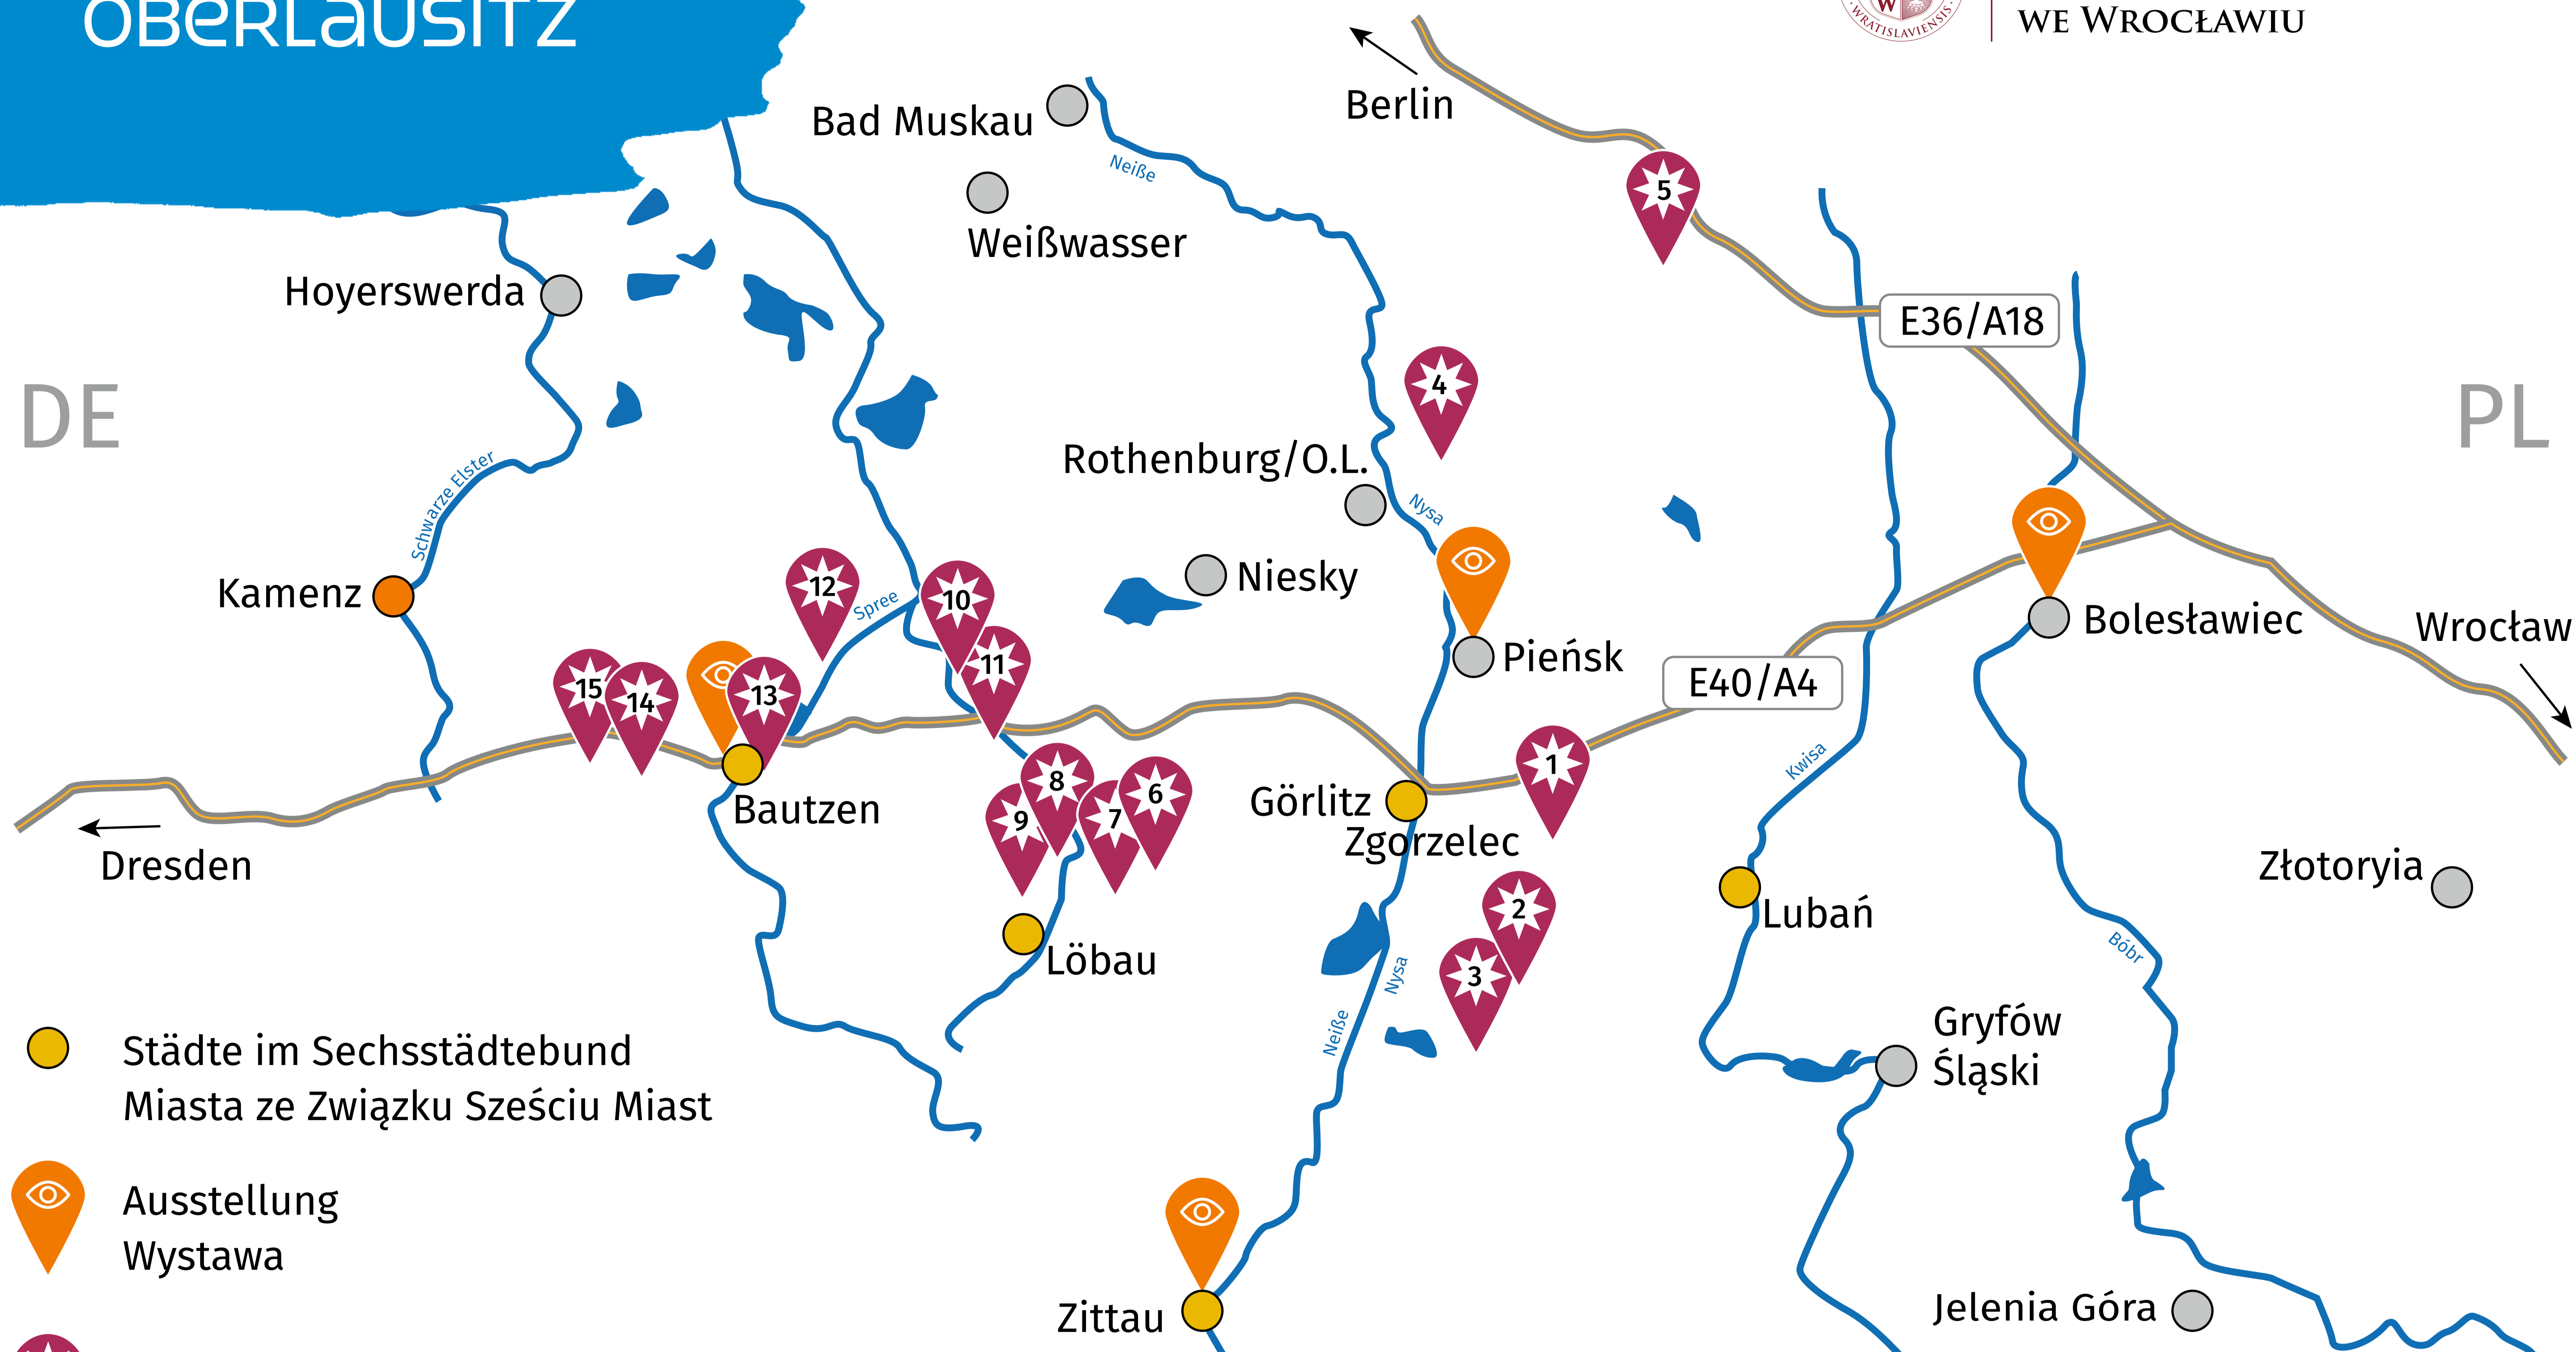 OBERLAUSITZ
WRATISLAVIENSIS
W
WE WROCŁAWIU
Berlin
Bad Muskau
Neiße
5
Weißwasser
Hoyerswerda
E36/A18
DE
PL
4
Rothenburg/O.L.
Schwarze Elster
Nysa
Kamenz
12
Spree
10
Niesky
Bolesławiec
Wrocław
11
Pieńsk
15
14
13
E40/A4
Kwisa
Bautzen
9
8
7
6
Görlitz
Zgorzelec
1
Dresden
Złotoryia
Lubań
2
Löbau
Bóbr
3
Nysa
Neiße
Gryfów
Śląski
Städte im Sechsstädtebund
Miasta ze Związku Sześciu Miast
Ausstellung
Wystawa
Zittau
Jelenia Góra